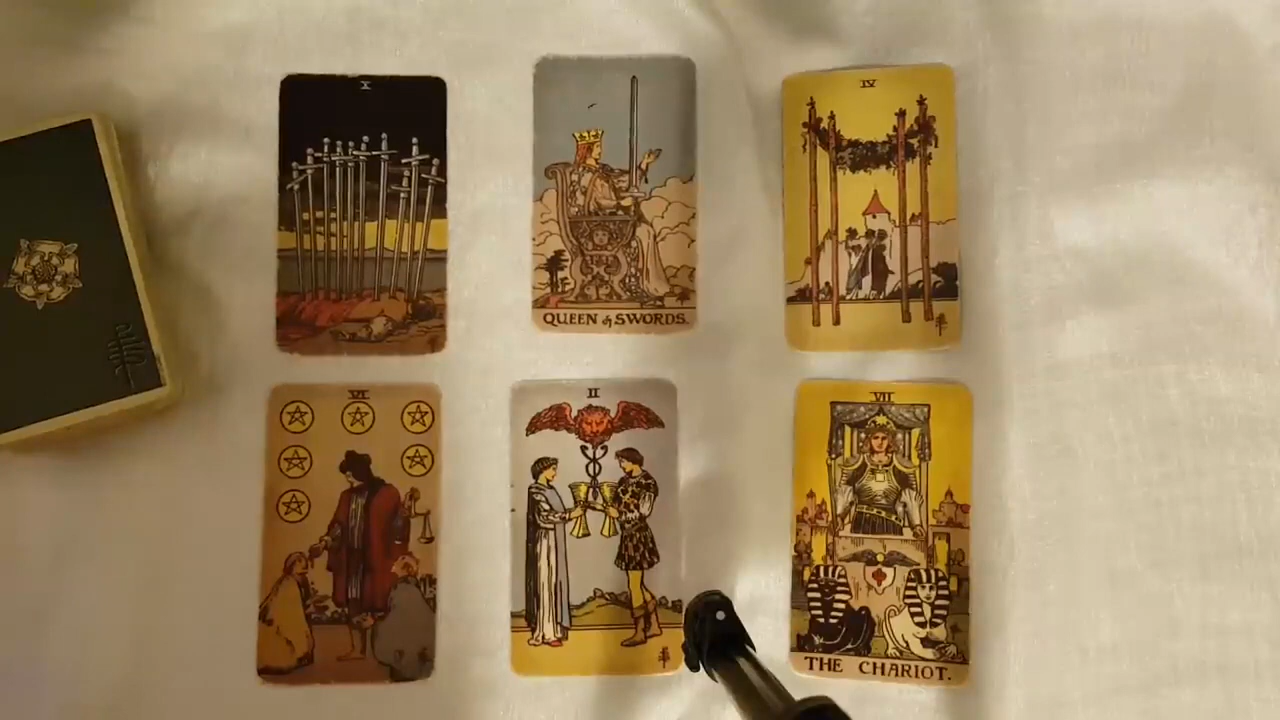 X
QUEEN of SWORDS.
IV
VI
II
VII
THE CHARIOT.